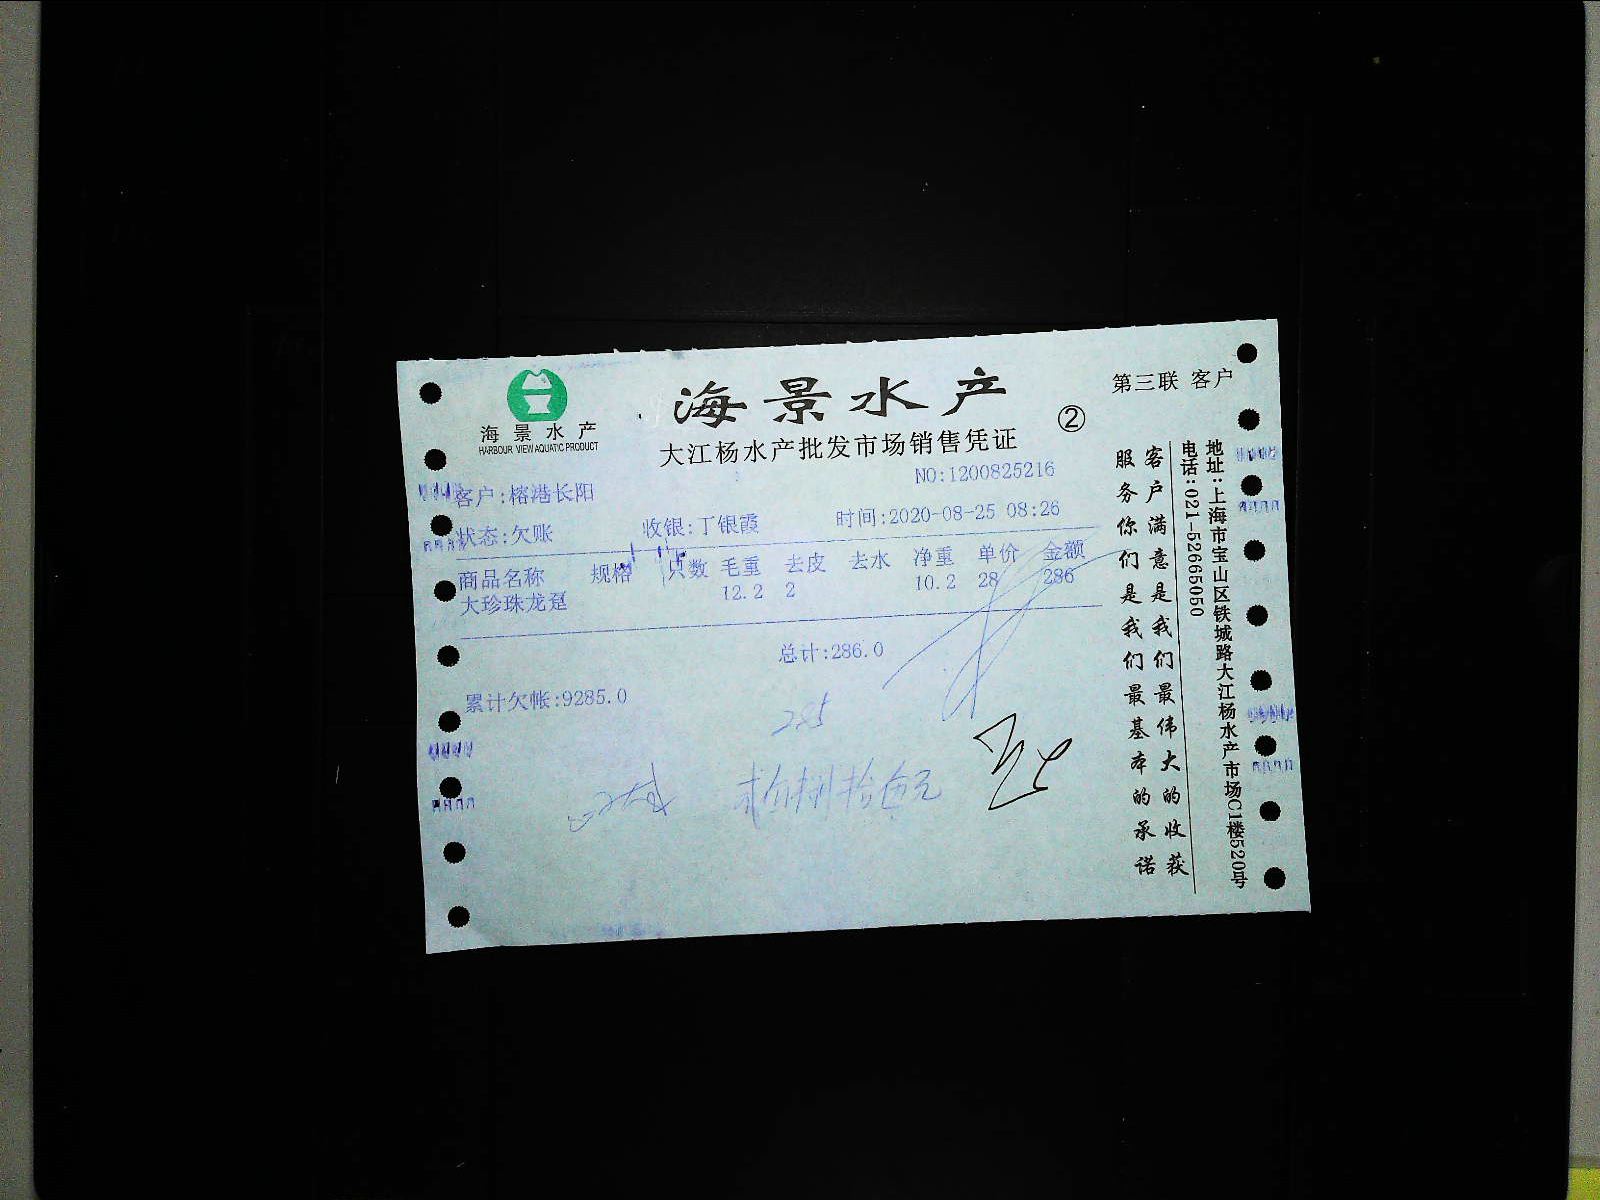 海景水产
HARBOUR VIEW AQUATIC PRODUCT
海景水产
大江杨水产批发市场销售凭证
②
第三联 客户
NO:1200825216
客户:榕港长阳
状态:欠账 收银:丁银霞 时间:2020-08-25 08:26
商品名称 规格 只数 毛重 去皮 去水 净重 单价 金额
大珍珠龙趸 12.2 2 10.2 28 286
总计:286.0
累计欠帐:9285.0
285
客户满意是我们最伟大的收获
服务你们是我们最基本的承诺
地址:上海市宝山区铁城路大江杨水产市场C1楼520号
电话:021-52665050